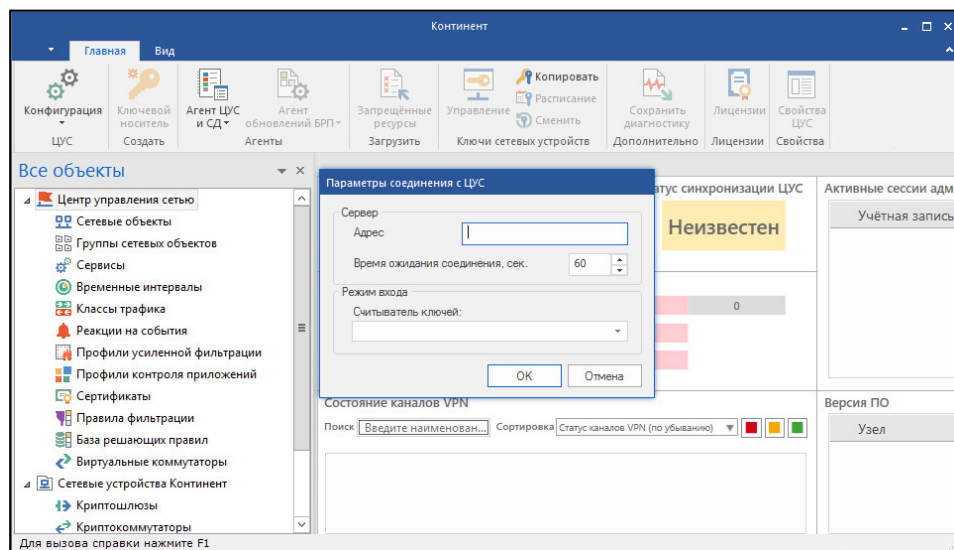 Континент
Главная Вид
Конфигурация Ключевой носитель Агент ЦУС и СД Агент обновлений БРП Запрещённые ресурсы Управление Копировать Расписание Сменить Сохранить диагностику Лицензии Свойства ЦУС
ЦУС Создать Агенты Загрузить Ключи сетевых устройств Дополнительно Лицензии Свойства
Все объекты
Центр управления сетью
Сетевые объекты
Группы сетевых объектов
Сервисы
Временные интервалы
Классы трафика
Реакции на события
Профили усиленной фильтрации
Профили контроля приложений
Сертификаты
Правила фильтрации
База решающих правил
Виртуальные коммутаторы
Сетевые устройства Континент
Криптошлюзы
Криптокоммутаторы
Параметры соединения с ЦУС
Сервер
Адрес
Время ожидания соединения, сек. 60
Режим входа
Считыватель ключей:
OK Отмена
атус синхронизации ЦУС
Неизвестен
0
Активные сессии адм
Учётная запись
Состояние каналов VPN
Поиск Введите наименован... Сортировка Статус каналов VPN (по убыванию)
Версия ПО
Узел
Для вызова справки нажмите F1